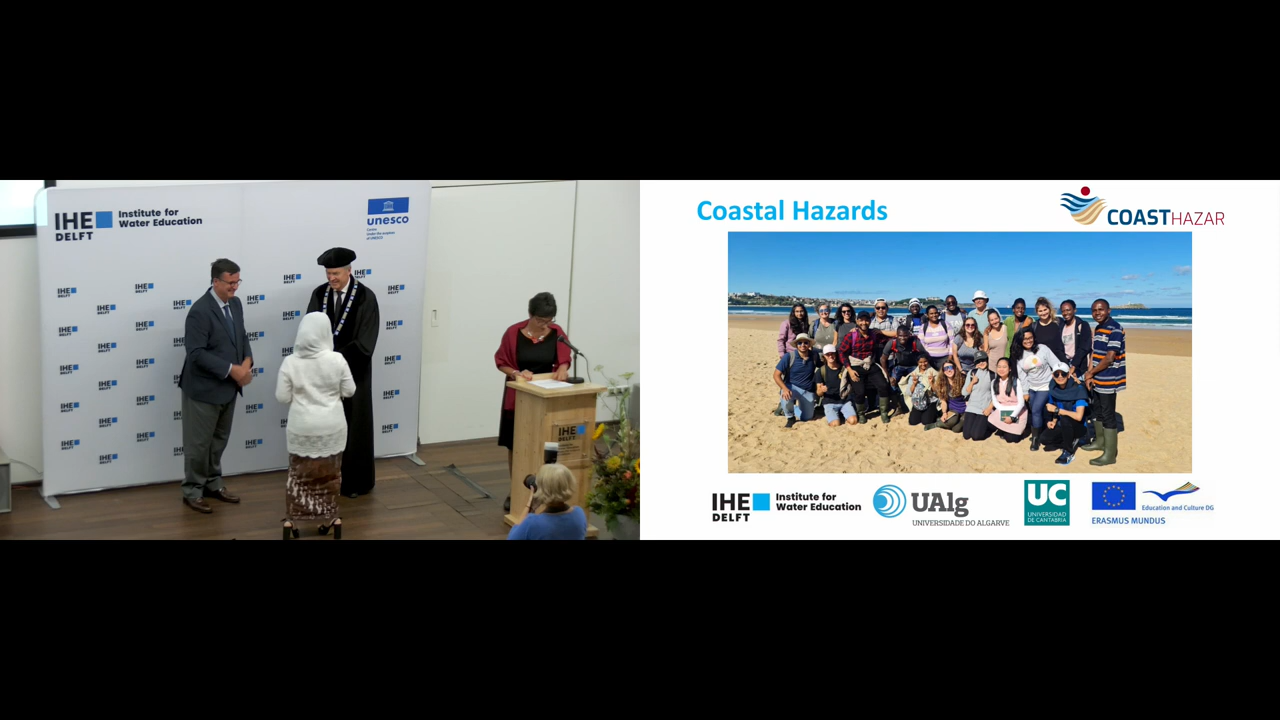 IHE
DELFT
Institute for
Water Education
unesco
Coastal Hazards
COASTHAZAR
IHE
DELFT
Institute for
Water Education
UAlg
UNIVERSIDADE DO ALGARVE
UC
UNIVERSIDAD
DE CANTABRIA
Education and Culture DG
ERASMUS MUNDUS